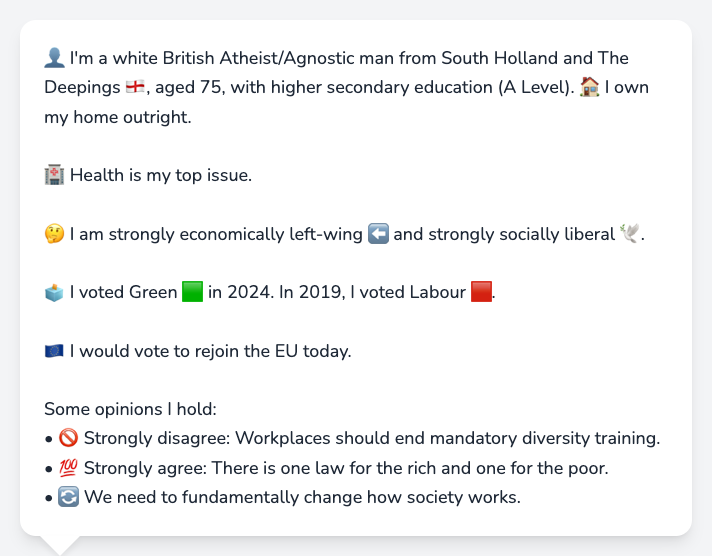 👤 I'm a white British Atheist/Agnostic man from South Holland and The
Deepings 🏴󠁧󠁢󠁥󠁮󠁧󠁿, aged 75, with higher secondary education (A Level). 🏠 I own
my home outright.
🏥 Health is my top issue.
🤔 I am strongly economically left-wing ⬅️ and strongly socially liberal 🕊️.
🗳️ I voted Green 🟩 in 2024. In 2019, I voted Labour 🟥.
🇪🇺 I would vote to rejoin the EU today.
Some opinions I hold:
• 🚫 Strongly disagree: Workplaces should end mandatory diversity training.
• 💯 Strongly agree: There is one law for the rich and one for the poor.
• 🔄 We need to fundamentally change how society works.